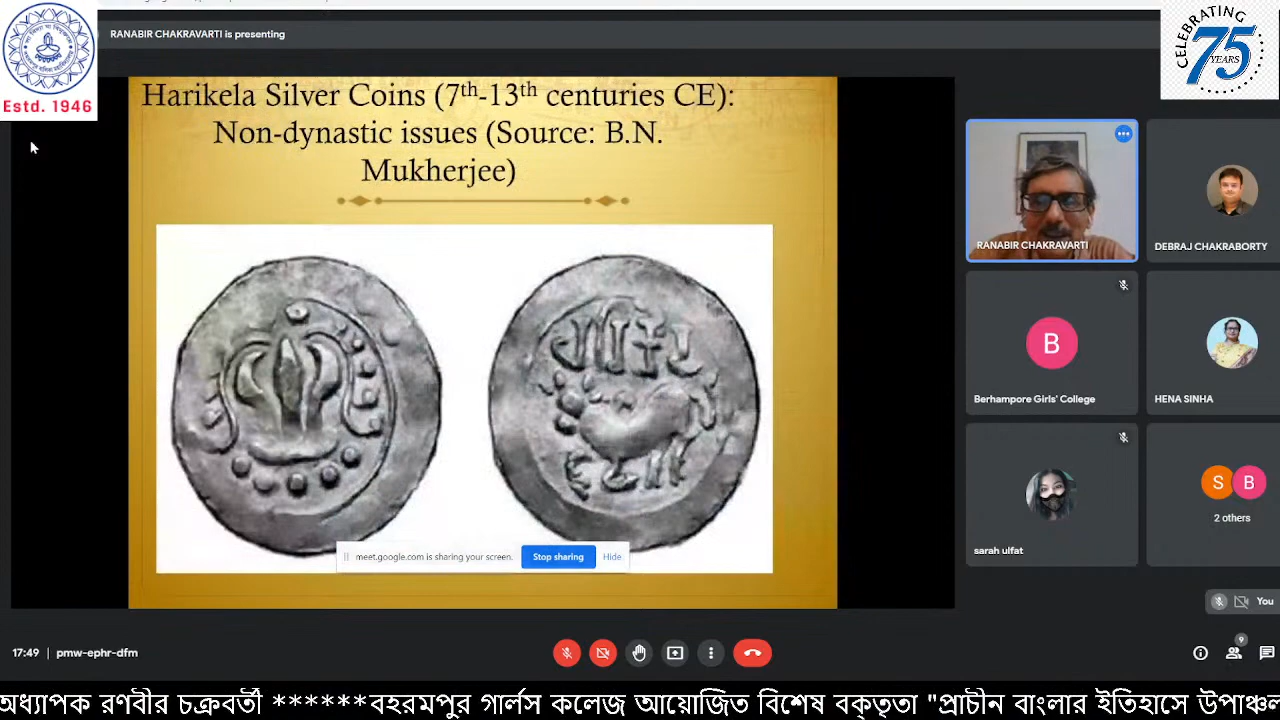 Estd. 1946
RANABIR CHAKRAVARTI is presenting
CELEBRATING
75
YEARS
Harikela Silver Coins (7th-13th centuries CE):
Non-dynastic issues (Source: B.N.
Mukherjee)
meet.google.com is sharing your screen.
Stop sharing
Hide
RANABIR CHAKRAVARTI
DEBRAJ CHAKRABORTY
B
Berhampore Girls' College
HENA SINHA
sarah ulfat
S
B
2 others
You
17:49 | pmw-ephr-dfm
9
অধ্যাপক রণবীর চক্রবর্তী ******বহরমপুর গার্লস কলেজ আয়োজিত বিশেষ বক্তৃতা "প্রাচীন বাংলার ইতিহাসে উপাঞ্চল